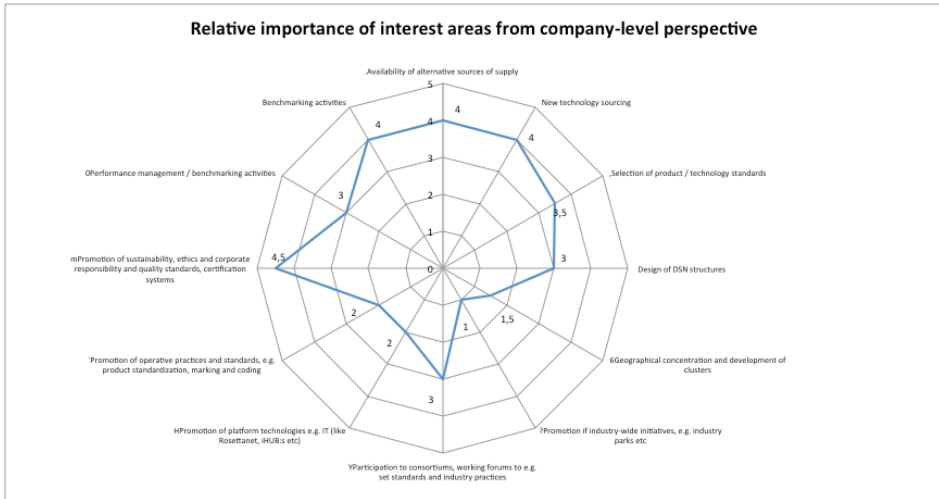 Relative importance of interest areas from company-level perspective
.Availability of alternative sources of supply
5
Benchmarking activities
New technology sourcing
4
4
4
4
0Performance management / benchmarking activities
,Selection of product / technology standards
3
3
3,5
2
1
mPromotion of sustainability, ethics and corporate
responsibility and quality standards, certification
systems
4,5
0
3
Design of DSN structures
2
1,5
1
2
'Promotion of operative practices and standards, e.g.
product standardization, marking and coding
6Geographical concentration and development of
clusters
3
HPromotion of platform technologies e.g. IT (like
Rosettanet, iHUB:s etc)
?Promotion if industry-wide initiatives, e.g. industry
parks etc
YParticipation to consortiums, working forums to e.g.
set standards and industry practices